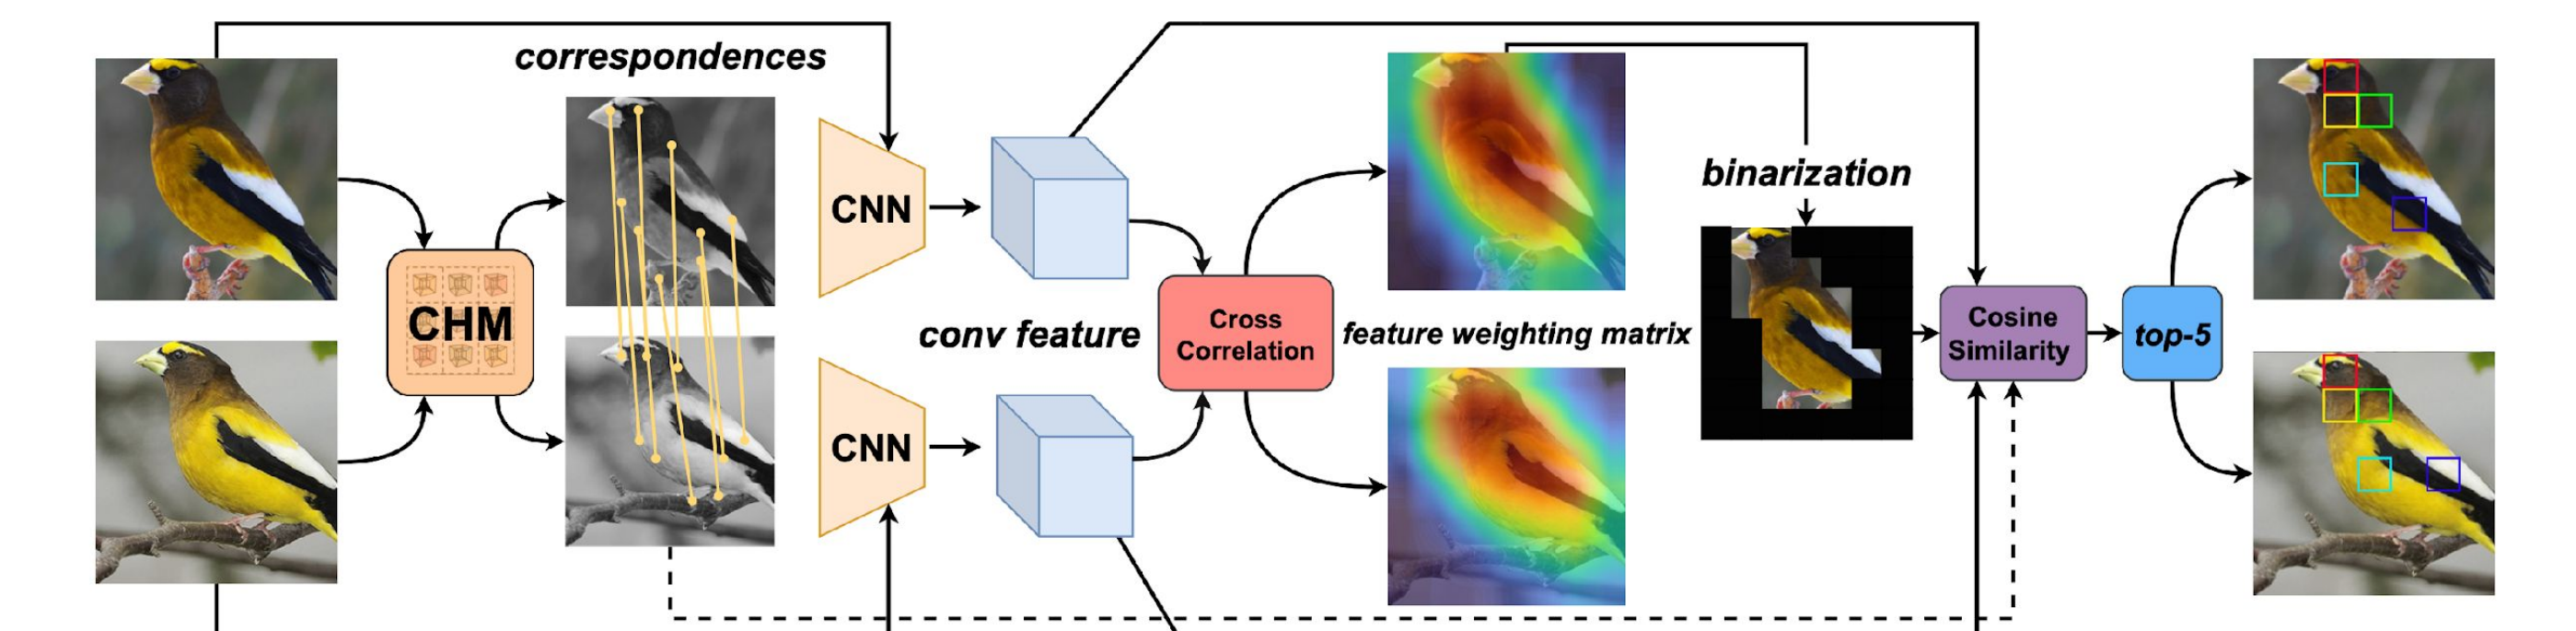 correspondences
CHM
CNN
CNN
conv feature
Cross
Correlation
feature weighting matrix
binarization
Cosine
Similarity
top-5